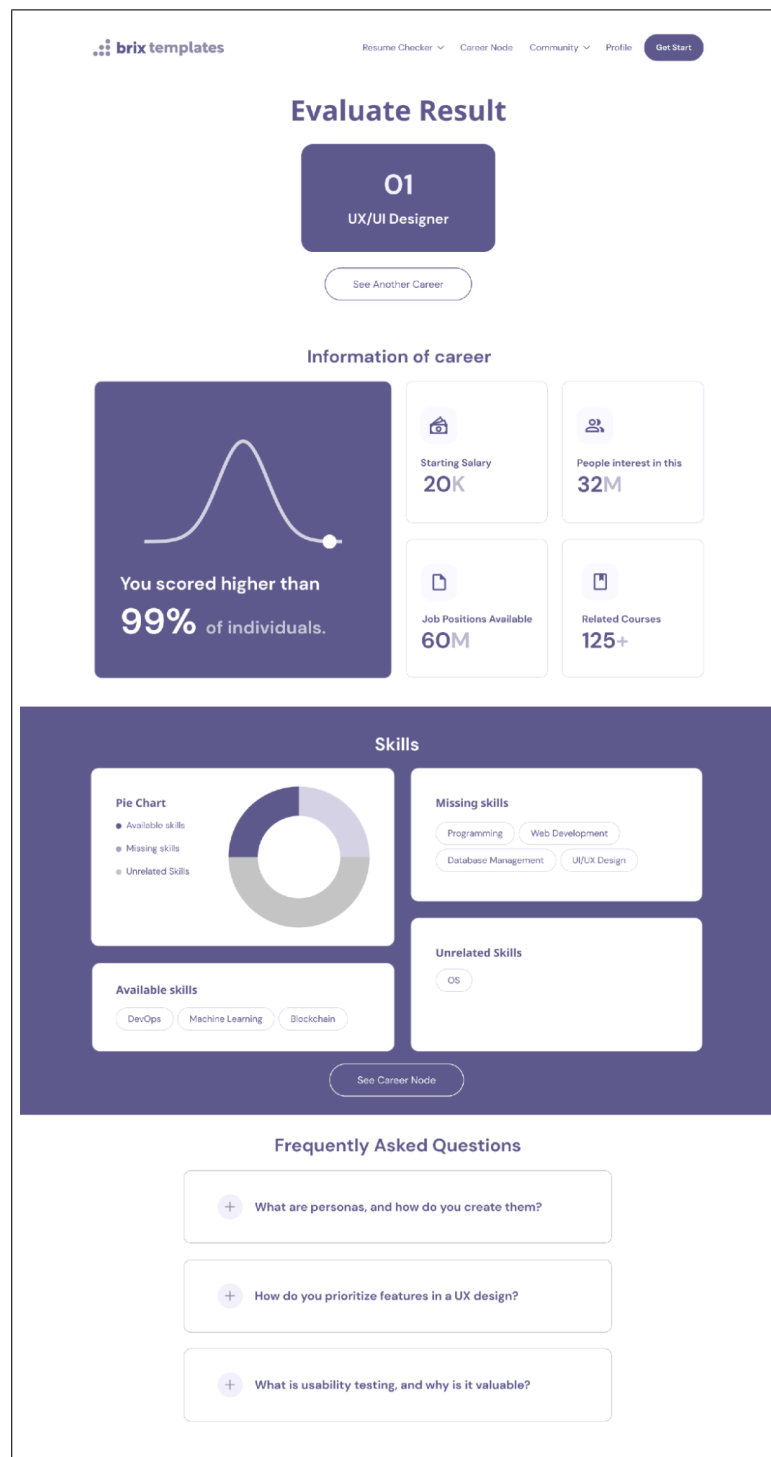 brix templates
Resume Checker
Career Node
Community
Profile
Get Start
Evaluate Result
01
UX/UI Designer
See Another Career
Information of career
You scored higher than
99% of individuals.
Starting Salary
20K
People interest in this
32M
Job Positions Available
60M
Related Courses
125+
Skills
Pie Chart
Available skills
Missing skills
Unrelated Skills
Missing skills
Programming
Web Development
Database Management
UI/UX Design
Available skills
DevOps
Machine Learning
Blockchain
Unrelated Skills
OS
See Career Node
Frequently Asked Questions
What are personas, and how do you create them?
How do you prioritize features in a UX design?
What is usability testing, and why is it valuable?